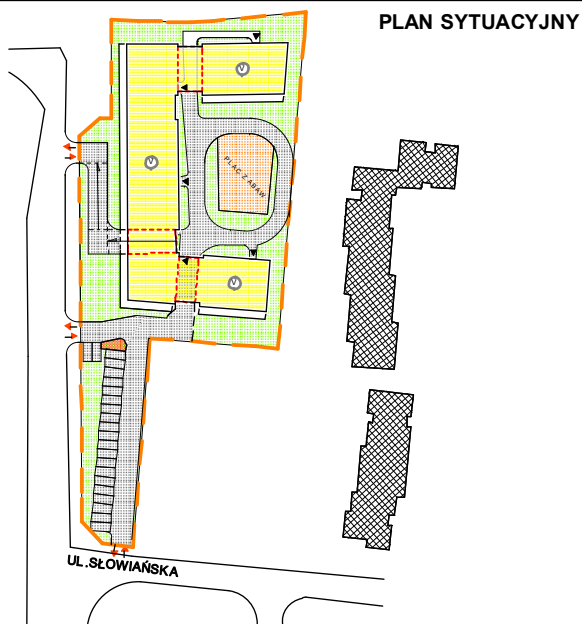 PLAN SYTUACYJNY
V
V
PLAC ZABAW
V
UL.SŁOWIAŃSKA